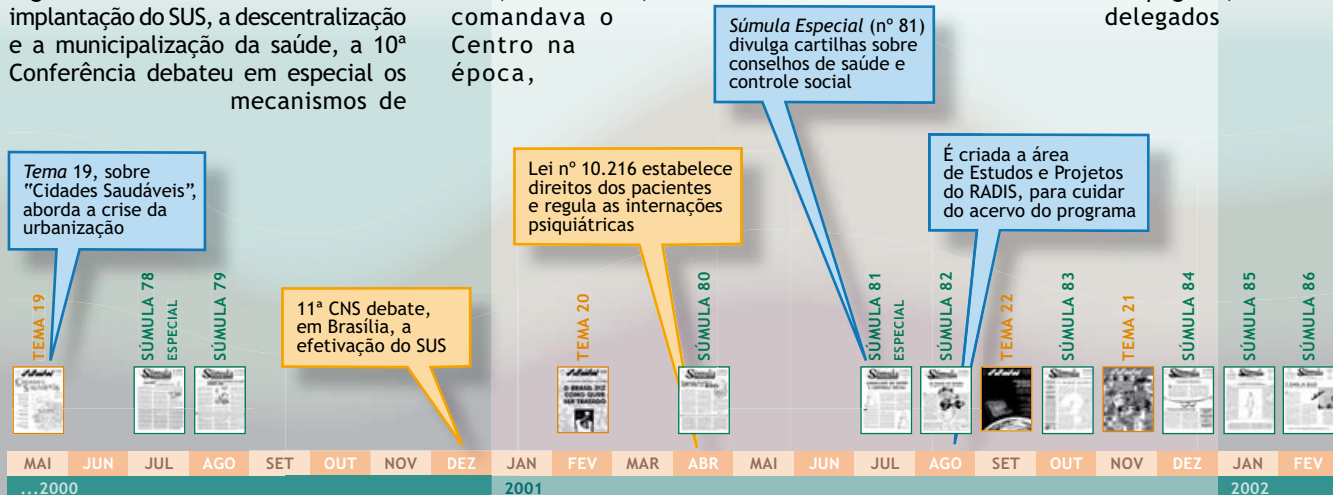 implantação do SUS, a descentralização
e a municipalização da saúde, a 10ª
Conferência debateu em especial os
mecanismos de
comandava o
Centro na
época,
delegados
Súmula Especial (nº 81)
divulga cartilhas sobre
conselhos de saúde e
controle social
Tema 19, sobre
"Cidades Saudáveis",
aborda a crise da
urbanização
Lei nº 10.216 estabelece
direitos dos pacientes
e regula as internações
psiquiátricas
É criada a área
de Estudos e Projetos
do RADIS, para cuidar
do acervo do programa
11ª CNS debate,
em Brasília, a
efetivação do SUS
TEMA 19
SÚMULA 78
ESPECIAL
SÚMULA 79
TEMA 20
SÚMULA 80
SÚMULA 81
ESPECIAL
SÚMULA 82
TEMA 22
SÚMULA 83
TEMA 21
SÚMULA 84
SÚMULA 85
SÚMULA 86
O BRASIL DIZ
COMO QUER
SER TRATADO
MAI JUN JUL AGO SET OUT NOV DEZ JAN FEV MAR ABR MAI JUN JUL AGO SET OUT NOV DEZ JAN FEV
...2000 2001 2002